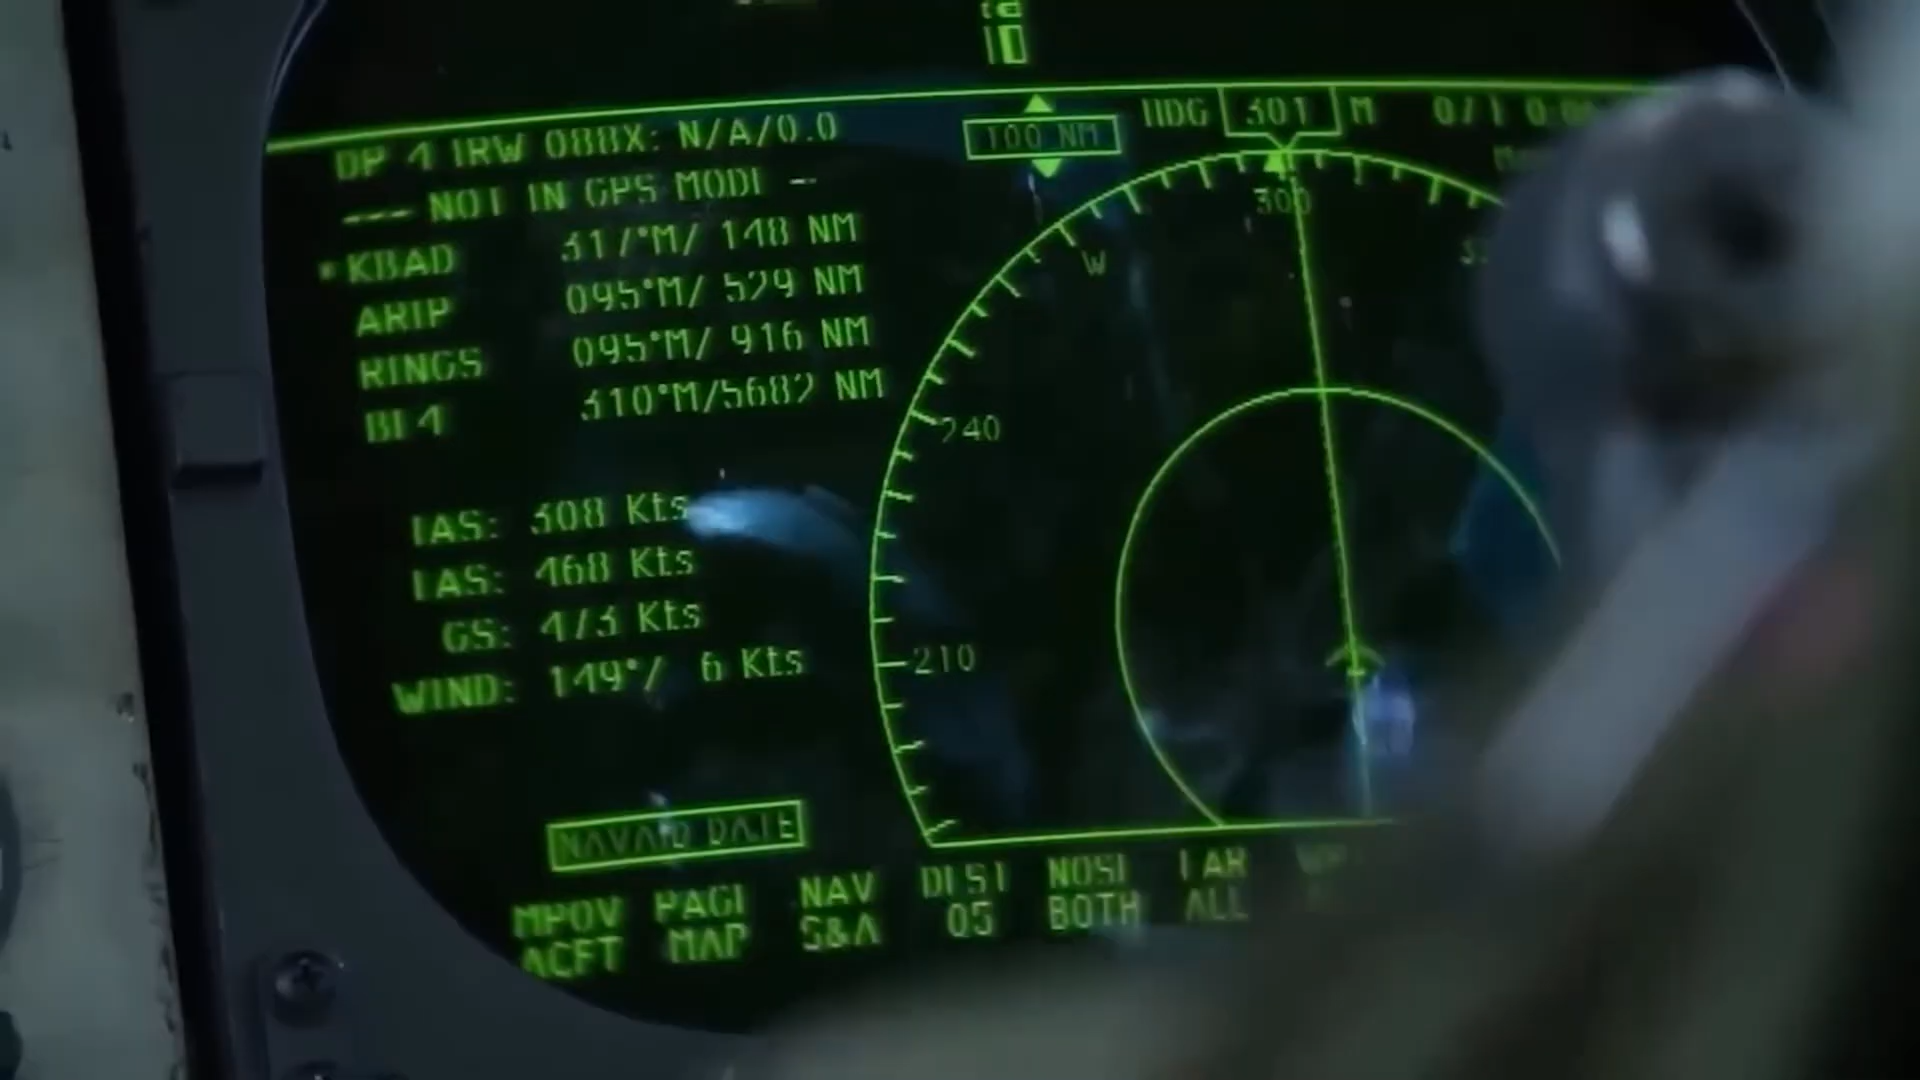 10
DP 4 IRW 088X: N/A/0.0
--- NOT IN GPS MODE --
*KBAD 317°M/ 148 NM
ARIP 095°M/ 529 NM
RINGS 095°M/ 916 NM
310°M/5682 NM
IAS: 308 Kts
TAS: 468 Kts
GS: 473 Kts
WIND: 149°/ 6 Kts
100 NM
HDG 301 M
300
W
240
210
NAVAID DATE
MPOV PAGE NAV DEST NOSE TAR
ACFT MAP S&A 05 BOTH ALL